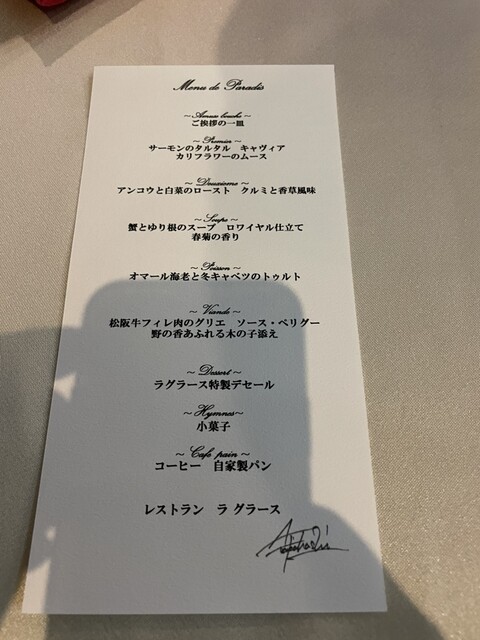 Menu de Paradis
~Amuse bouche~
ご挨拶の一皿
~Premier~
サーモンのタルタル　キャヴィア
カリフラワーのムース
~Deuxieme~
アンコウと白菜のロースト　クルミと香草風味
~Soupe~
蟹とゆり根のスープ　ロワイヤル仕立て
春菊の香り
~Poisson~
オマール海老と冬キャベツのトゥルト
~Viande~
松阪牛フィレ肉のグリエ　ソース・ペリグー
野の香あふれる木の子添え
~Dessert~
ラグラース特製デセール
~Hymnes~
小菓子
~Cafe pain~
コーヒー　自家製パン
レストラン　ラ グラース